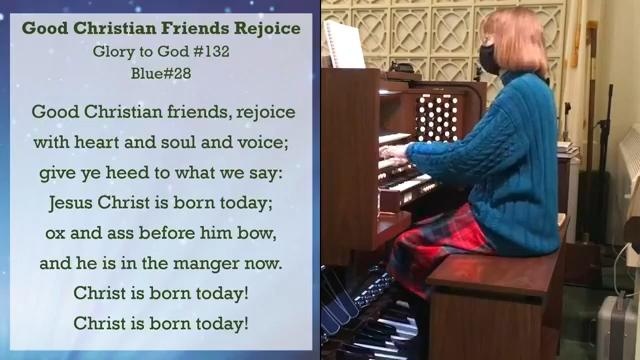 Good Christian Friends Rejoice
Glory to God #132
Blue#28
Good Christian friends, rejoice
with heart and soul and voice;
give ye heed to what we say:
Jesus Christ is born today;
ox and ass before him bow,
and he is in the manger now.
Christ is born today!
Christ is born today!